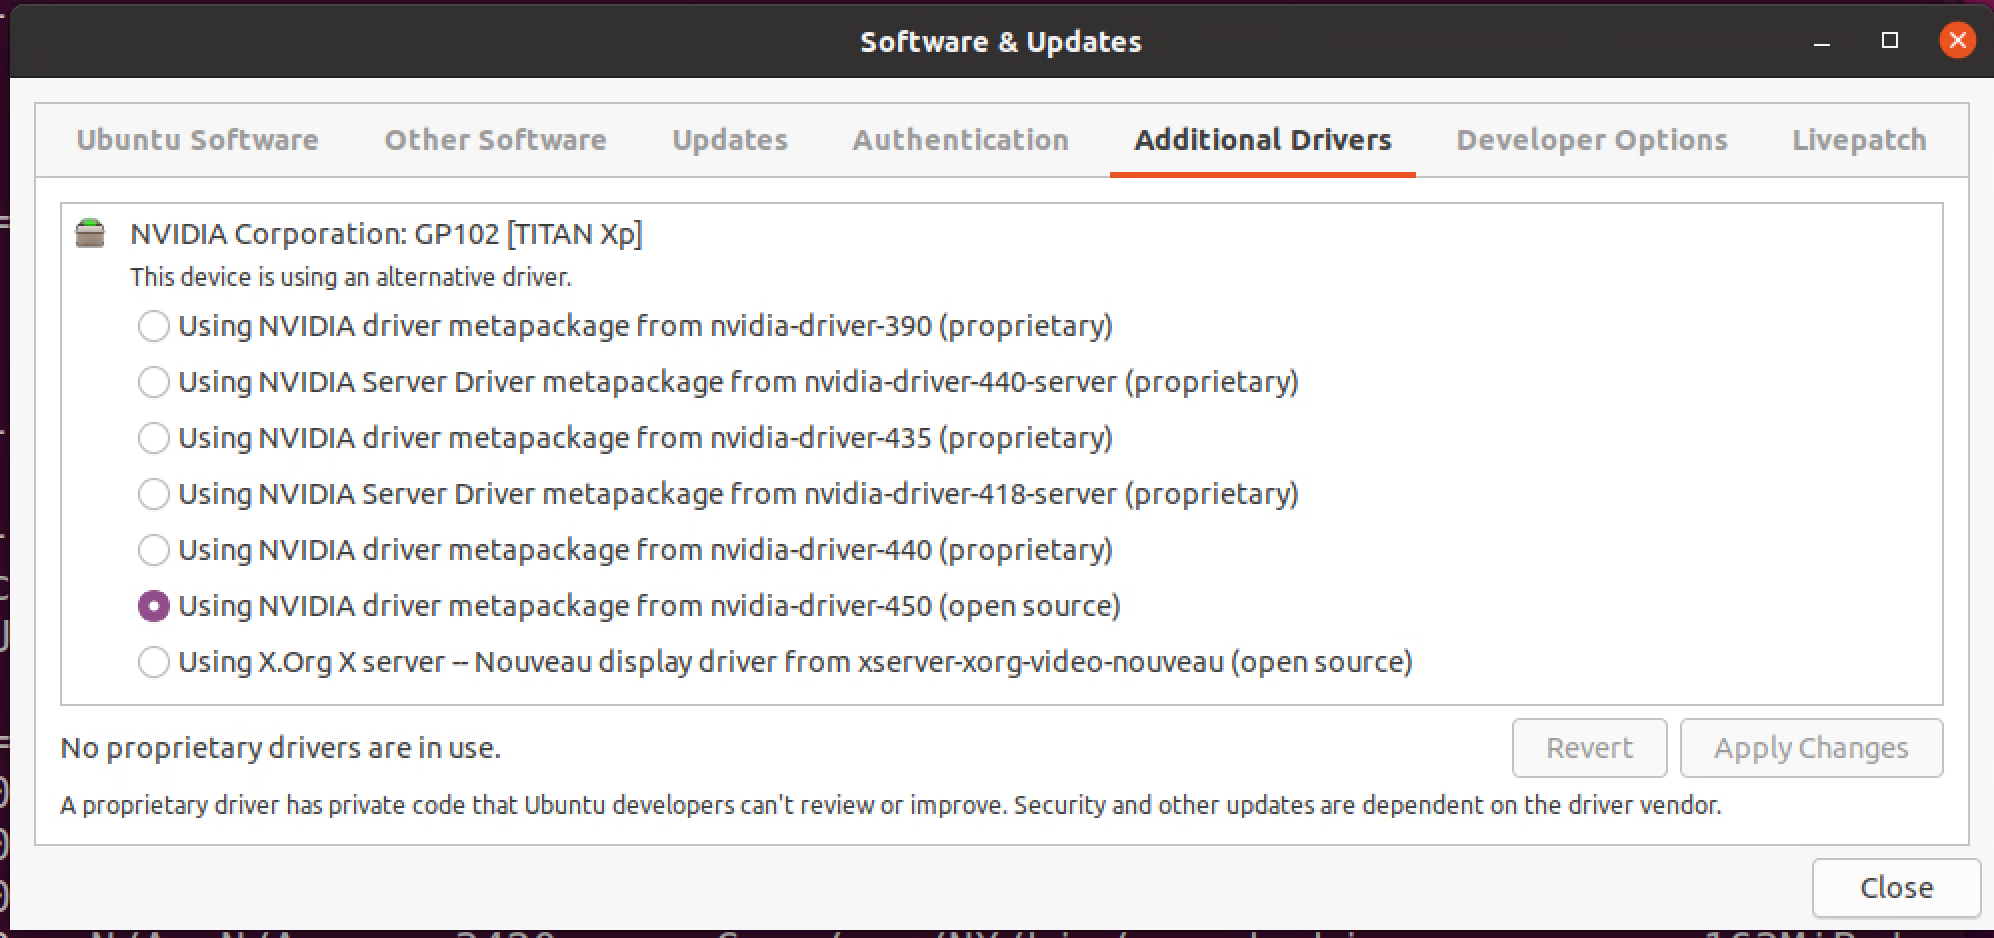 Software & Updates
Ubuntu Software Other Software Updates Authentication Additional Drivers Developer Options Livepatch
NVIDIA Corporation: GP102 [TITAN Xp]
This device is using an alternative driver.
Using NVIDIA driver metapackage from nvidia-driver-390 (proprietary)
Using NVIDIA Server Driver metapackage from nvidia-driver-440-server (proprietary)
Using NVIDIA driver metapackage from nvidia-driver-435 (proprietary)
Using NVIDIA Server Driver metapackage from nvidia-driver-418-server (proprietary)
Using NVIDIA driver metapackage from nvidia-driver-440 (proprietary)
Using NVIDIA driver metapackage from nvidia-driver-450 (open source)
Using X.Org X server -- Nouveau display driver from xserver-xorg-video-nouveau (open source)
No proprietary drivers are in use.
Revert Apply Changes
A proprietary driver has private code that Ubuntu developers can't review or improve. Security and other updates are dependent on the driver vendor.
Close